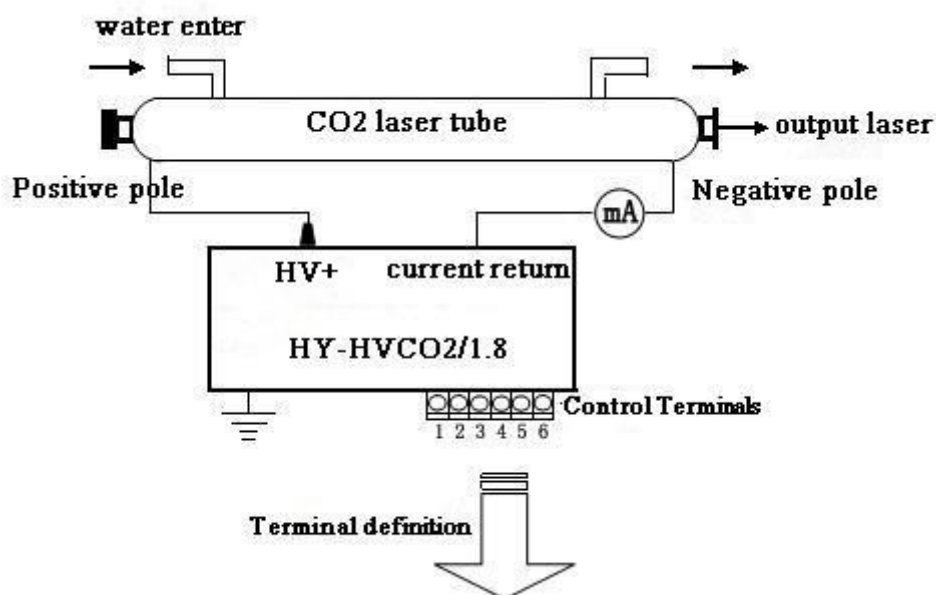 water enter
CO2 laser tube
output laser
Positive pole
Negative pole
mA
HV+
current return
HY-HVCO2/1.8
Control Terminals
1 2 3 4 5 6
Terminal definition